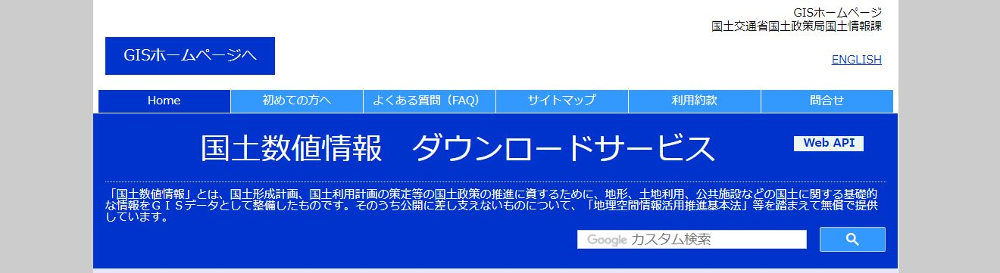 GISホームページ
国土交通省国土政策局国土情報課
GISホームページへ
ENGLISH
Home
初めての方へ
よくある質問（FAQ）
サイトマップ
利用約款
問合せ
国土数値情報　ダウンロードサービス
Web API
「国土数値情報」とは、国土形成計画、国土利用計画の策定等の国土政策の推進に資するために、地形、土地利用、公共施設などの国土に関する基礎的
な情報をＧＩＳデータとして整備したものです。そのうち公開に差し支えないものについて、「地理空間情報活用推進基本法」等を踏まえて無償で提供
しています。
Google カスタム検索